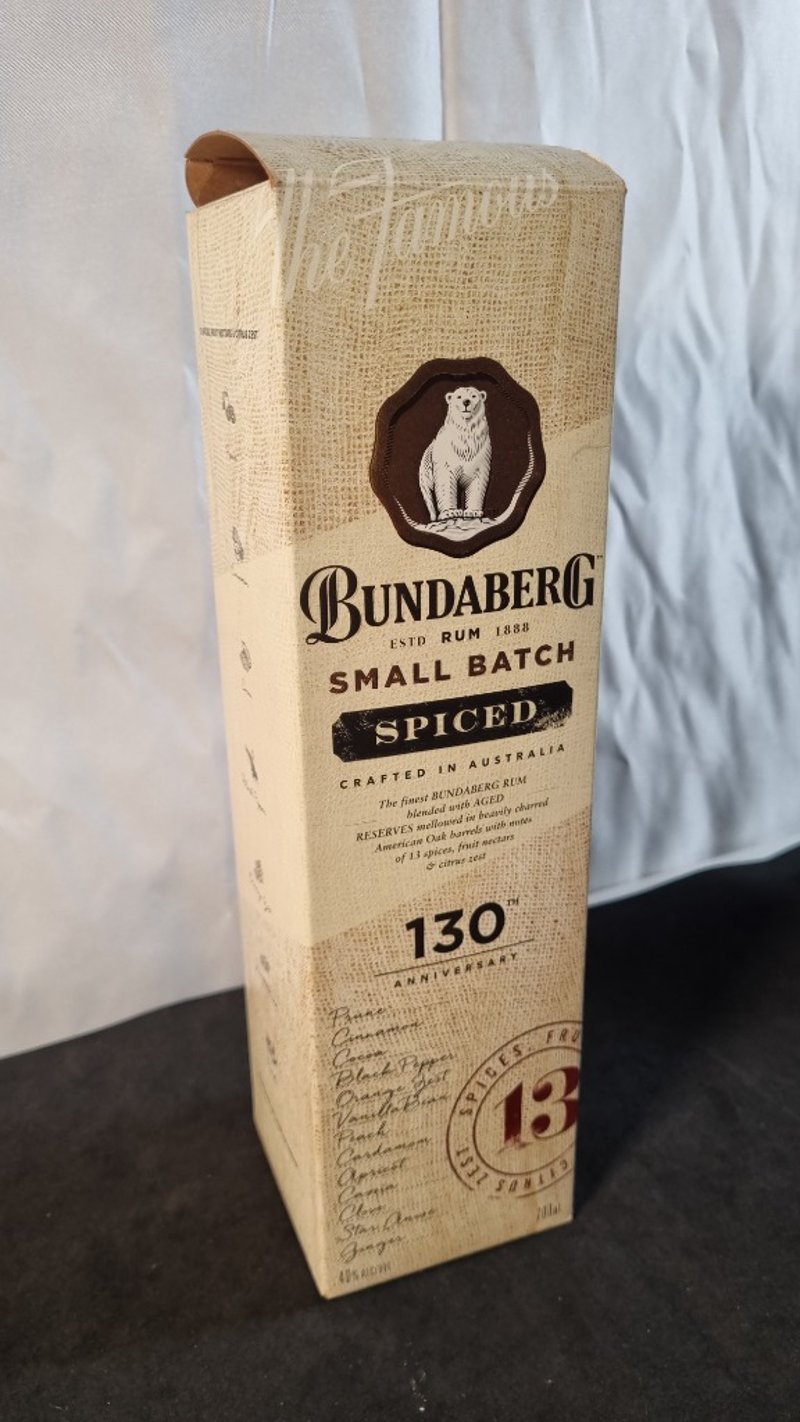 The Famous
BUNDABERG
ESTD RUM 1888
SMALL BATCH
SPICED
CRAFTED IN AUSTRALIA
The finest BUNDABERG RUM
blended with AGED
RESERVES mellowed in heavily charred
American Oak barrels with notes
of 13 spices, fruit nectars
& citrus zest
130TH
ANNIVERSARY
Prune
Cinnamon
Cocoa
Black Pepper
Orange Zest
Vanilla Bean
Peach
Cardamom
Apricot
Cassia
Clove
Star Anise
Ginger
SPICES. FRU
13
CITRUS ZEST
40% ALC/VOL
700ml